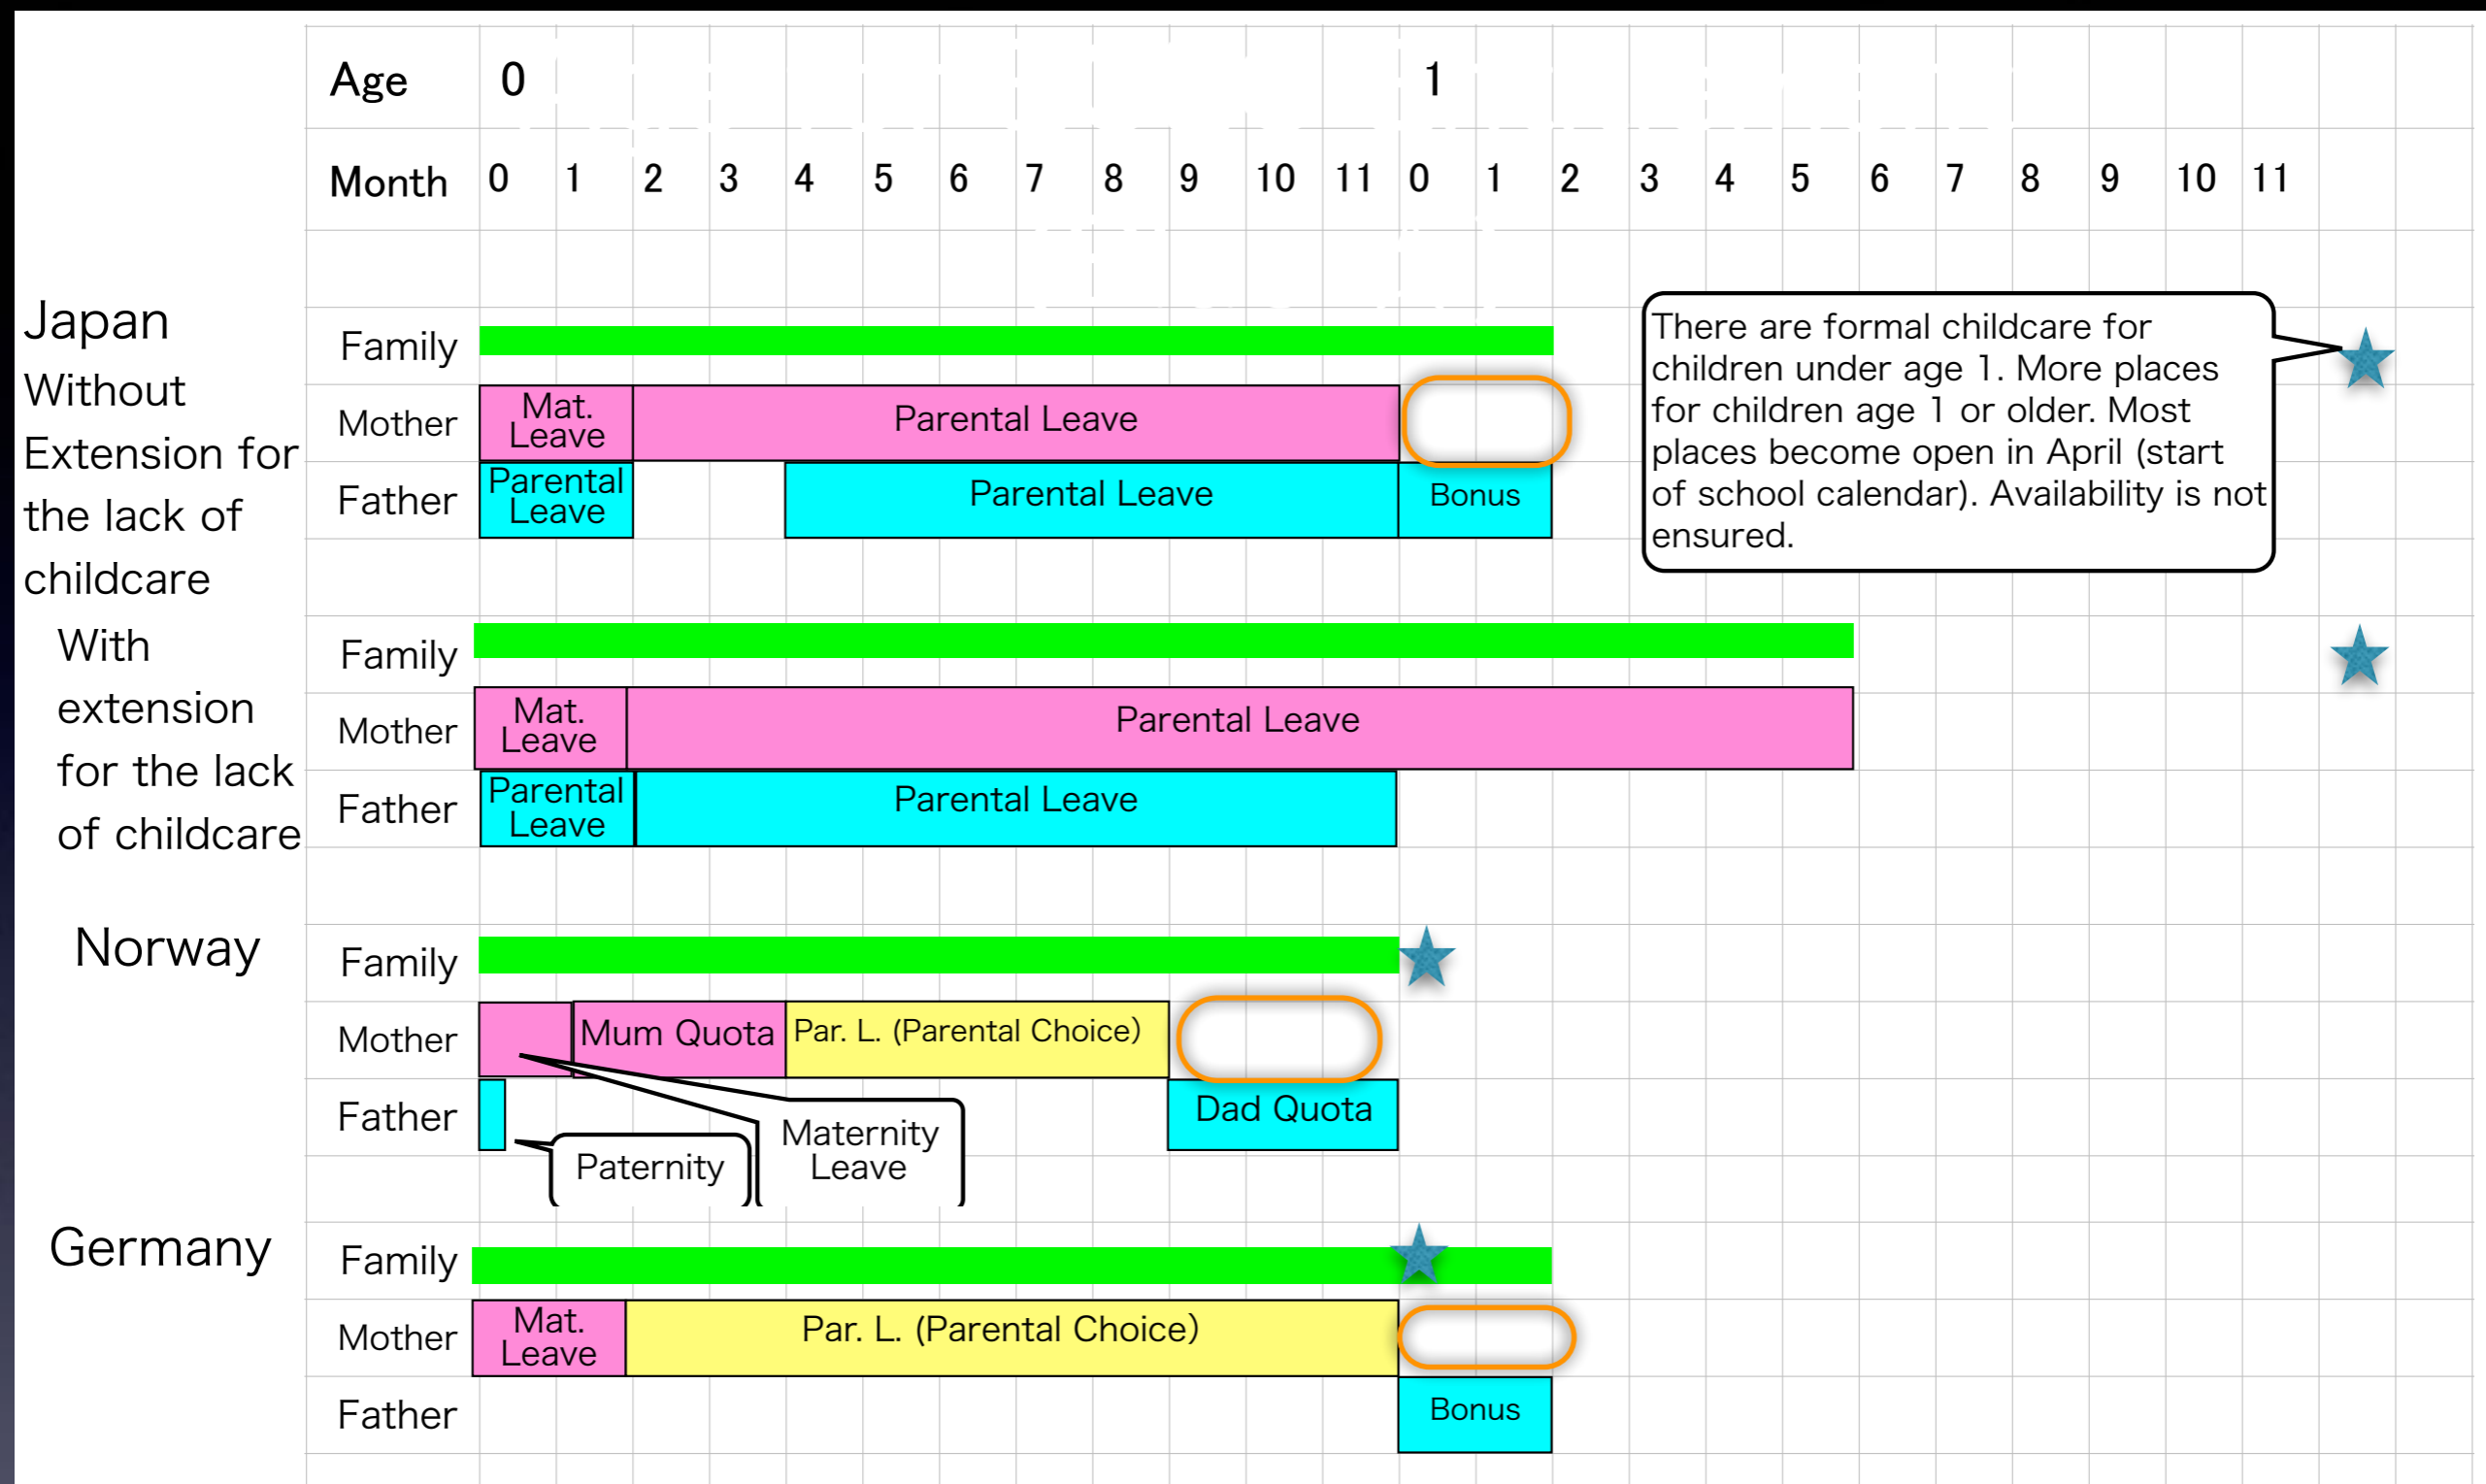 Age 0 1
Month 0 1 2 3 4 5 6 7 8 9 10 11 0 1 2 3 4 5 6 7 8 9 10 11
Japan
Without
Extension for
the lack of
childcare
Family
Mother
Mat.
Leave
Parental Leave
Father
Parental
Leave
Parental Leave
Bonus
There are formal childcare for
children under age 1. More places
for children age 1 or older. Most
places become open in April (start
of school calendar). Availability is not
ensured.
With
extension
for the lack
of childcare
Family
Mother
Mat.
Leave
Parental Leave
Father
Parental
Leave
Parental Leave
Norway
Family
Mother
Mum Quota
Par. L. (Parental Choice)
Father
Dad Quota
Paternity
Maternity
Leave
Germany
Family
Mother
Mat.
Leave
Par. L. (Parental Choice)
Father
Bonus